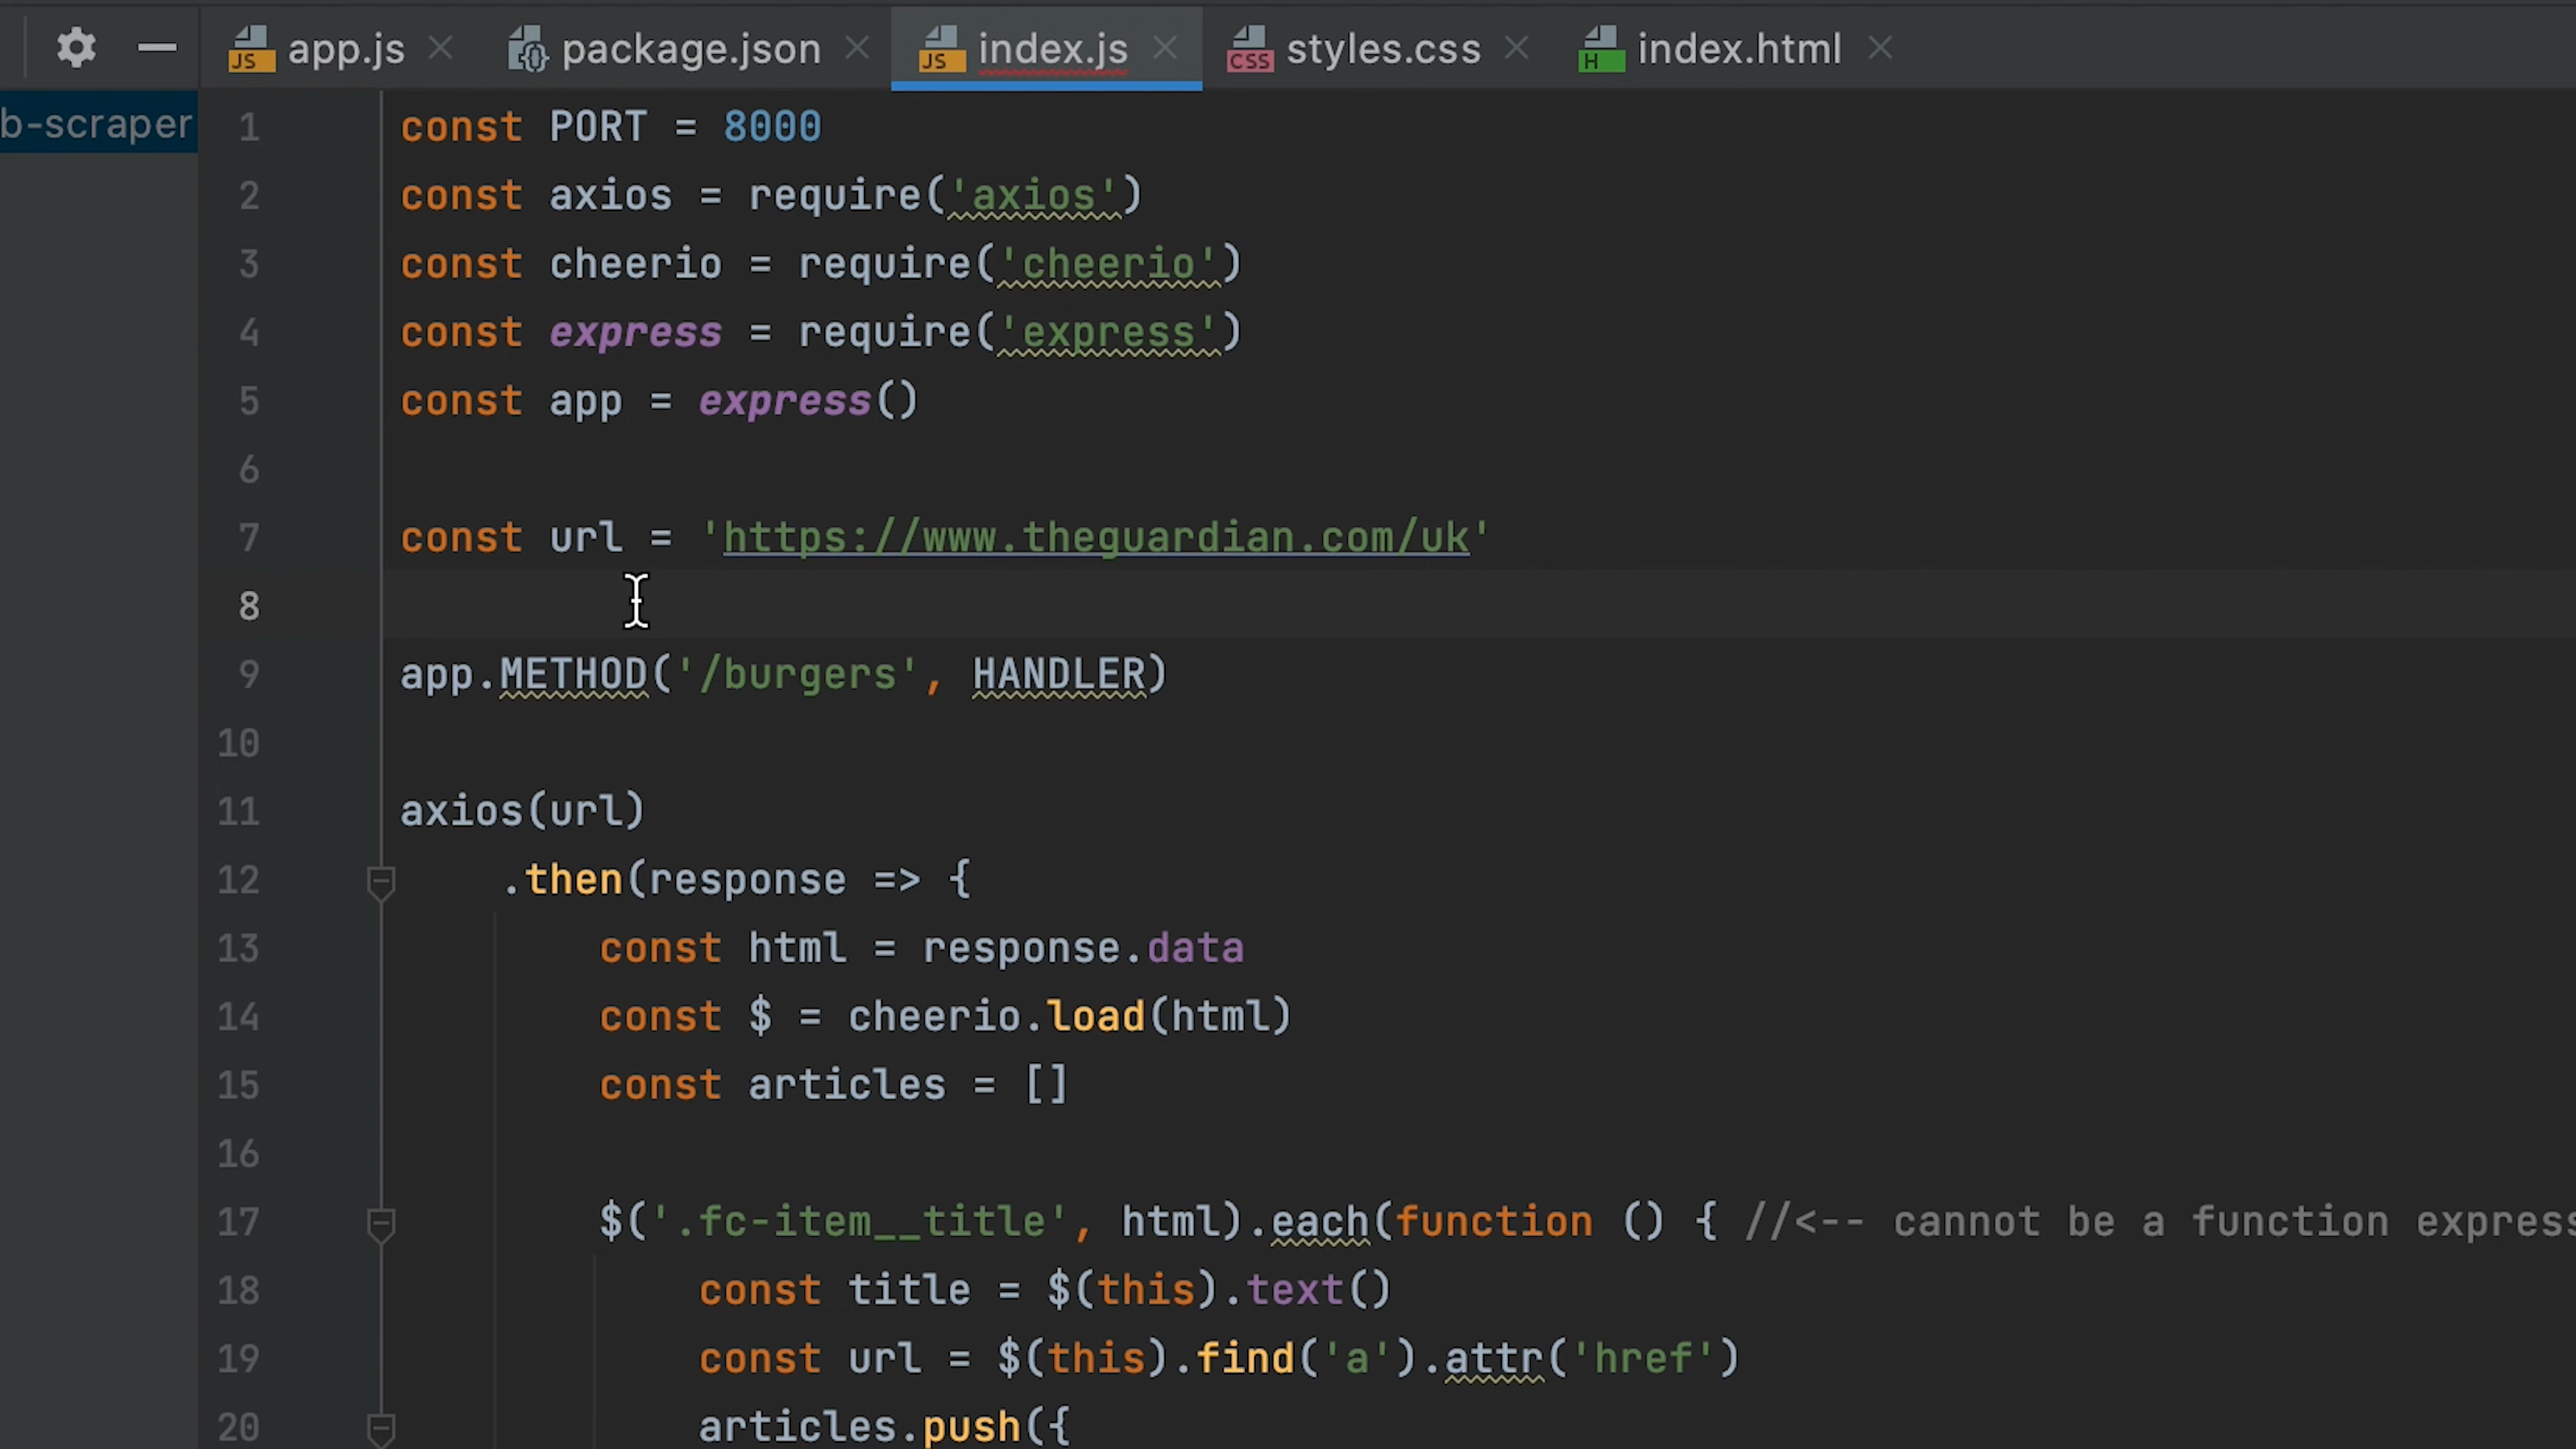 app.js package.json index.js styles.css index.html
b-scraper
1 const PORT = 8000
2 const axios = require('axios')
3 const cheerio = require('cheerio')
4 const express = require('express')
5 const app = express()
6
7 const url = 'https://www.theguardian.com/uk'
8
9 app.METHOD('/burgers', HANDLER)
10
11 axios(url)
12 .then(response => {
13 const html = response.data
14 const $ = cheerio.load(html)
15 const articles = []
16
17 $('.fc-item__title', html).each(function () { //<-- cannot be a function express
18 const title = $(this).text()
19 const url = $(this).find('a').attr('href')
20 articles.push({